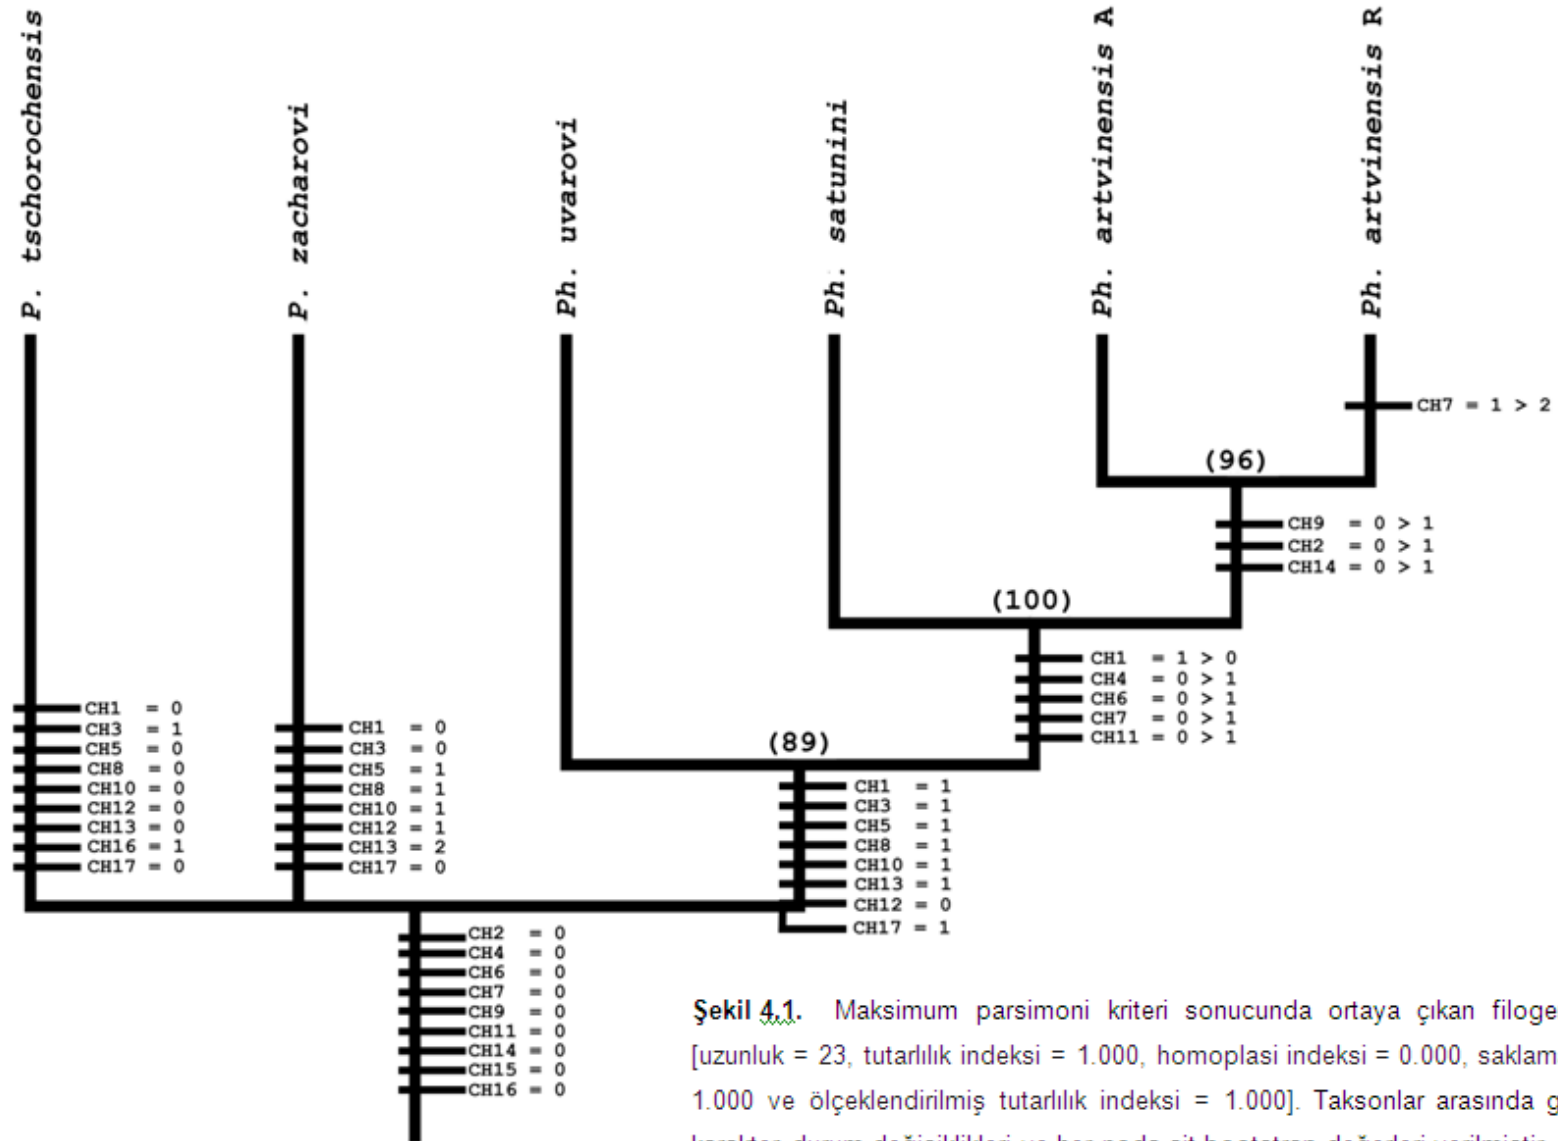 P. tschorochensis
P. zacharovi
Ph. uvarovi
Ph. satunini
Ph. artvinensis A
Ph. artvinensis R
CH7 = 1 > 2
(96)
CH9 = 0 > 1
CH2 = 0 > 1
CH14 = 0 > 1
(100)
CH1 = 1 > 0
CH4 = 0 > 1
CH6 = 0 > 1
CH7 = 0 > 1
CH11 = 0 > 1
(89)
CH1 = 1
CH3 = 1
CH5 = 1
CH8 = 1
CH10 = 1
CH13 = 1
CH12 = 0
CH17 = 1
CH1 = 0
CH3 = 1
CH5 = 0
CH8 = 0
CH10 = 0
CH12 = 0
CH13 = 0
CH16 = 1
CH17 = 0
CH1 = 0
CH3 = 0
CH5 = 1
CH8 = 1
CH10 = 1
CH12 = 1
CH13 = 2
CH17 = 0
CH2 = 0
CH4 = 0
CH6 = 0
CH7 = 0
CH9 = 0
CH11 = 0
CH14 = 0
CH15 = 0
CH16 = 0
Şekil 4.1. Maksimum parsimoni kriteri sonucunda ortaya çıkan filoge
[uzunluk = 23, tutarlılık indeksi = 1.000, homoplasi indeksi = 0.000, saklam
1.000 ve ölçeklendirilmiş tutarlılık indeksi = 1.000]. Taksonlar arasında g